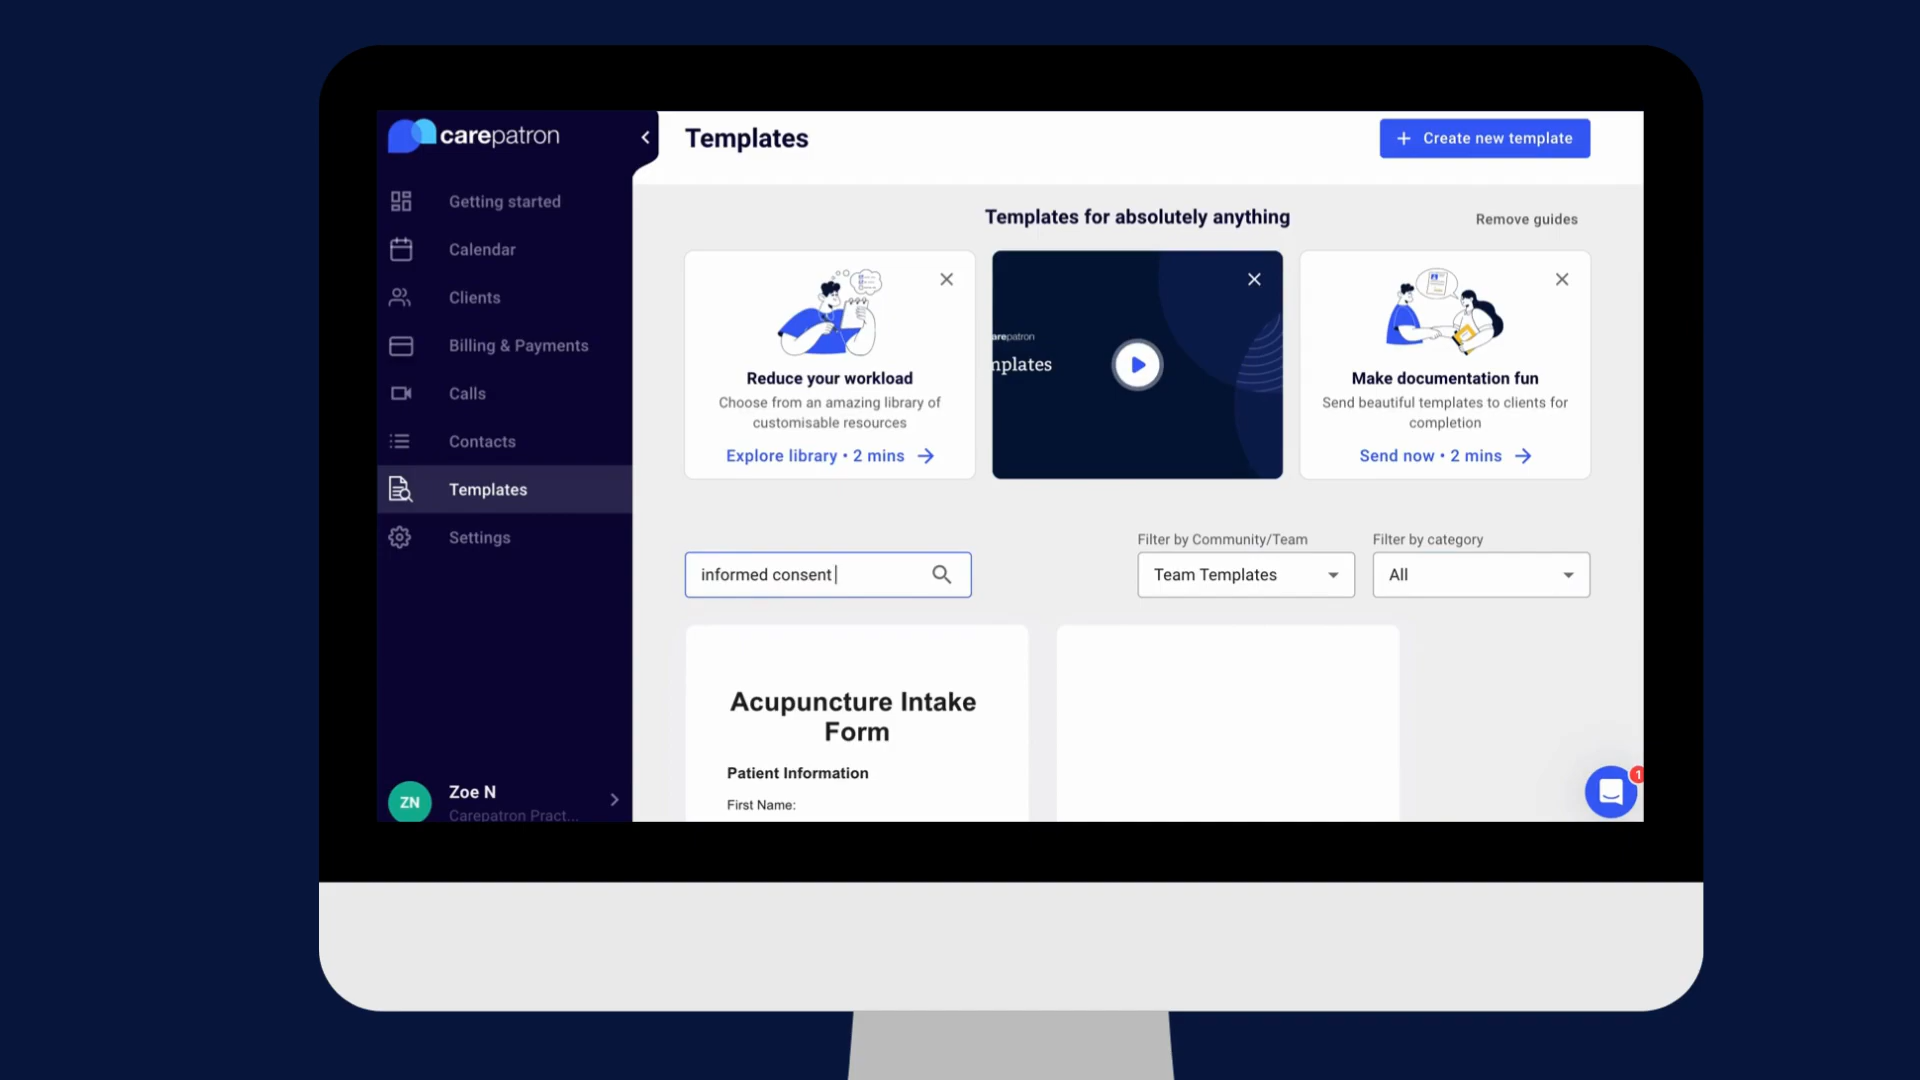 carepatron
Templates
Create new template
Getting started
Calendar
Clients
Billing & Payments
Calls
Contacts
Templates
Settings
Templates for absolutely anything
Remove guides
Reduce your workload
Choose from an amazing library of
customisable resources
Explore library • 2 mins
arepatron
nplates
Make documentation fun
Send beautiful templates to clients for
completion
Send now • 2 mins
Filter by Community/Team
Filter by category
informed consent
Team Templates
All
Acupuncture Intake
Form
Patient Information
First Name:
1
ZN
Zoe N
Carepatron Pract...